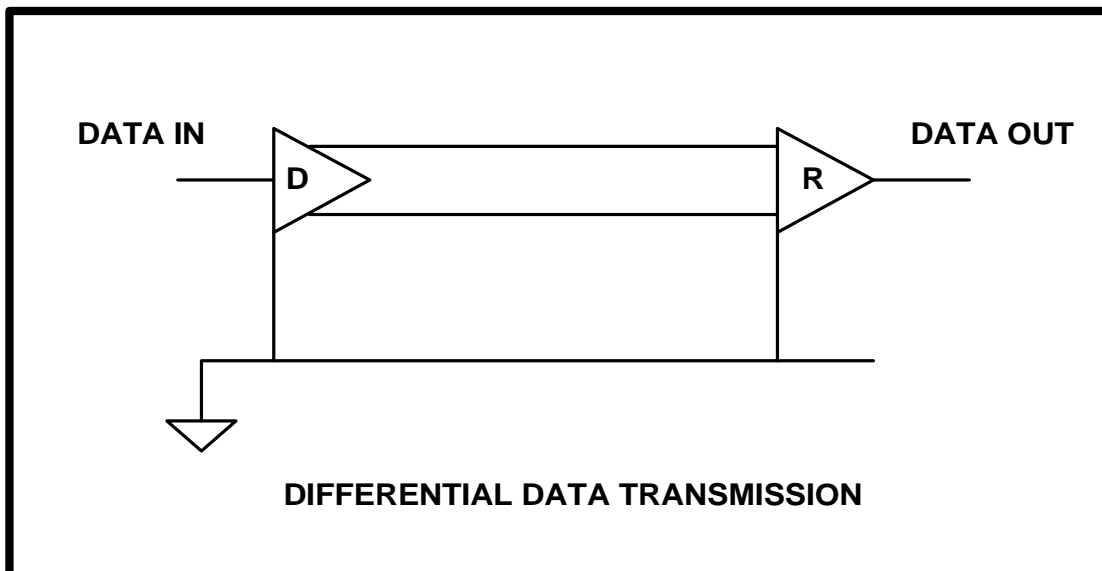 DATA IN
DATA OUT
D
R
DIFFERENTIAL DATA TRANSMISSION